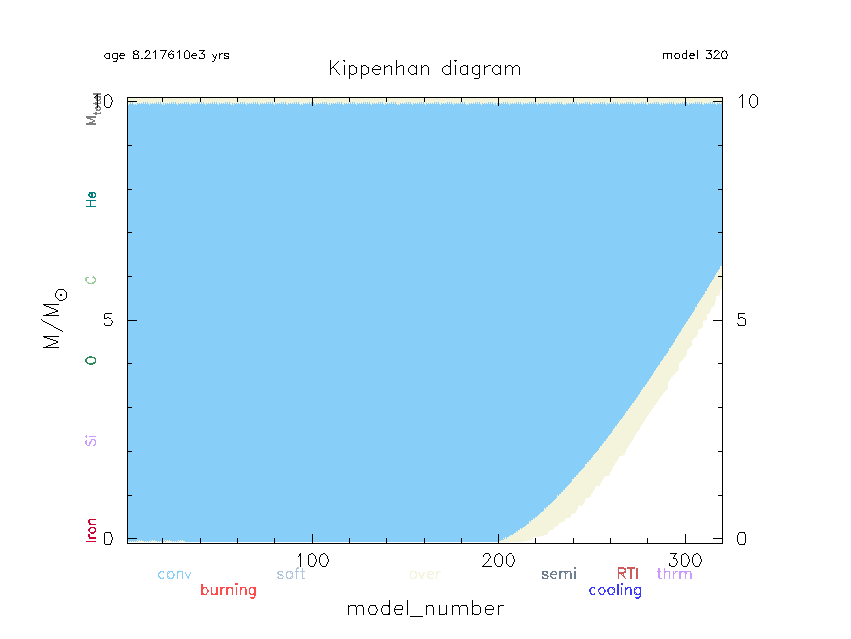 age 8.217610e3 yrs model 320
Kippenhan diagram
10 10
M_total
He
C
M/M☉
5 5
O
Si
Iron
0 0
100 200 300
conv soft over semi RTI thrm
burning cooling
model_number